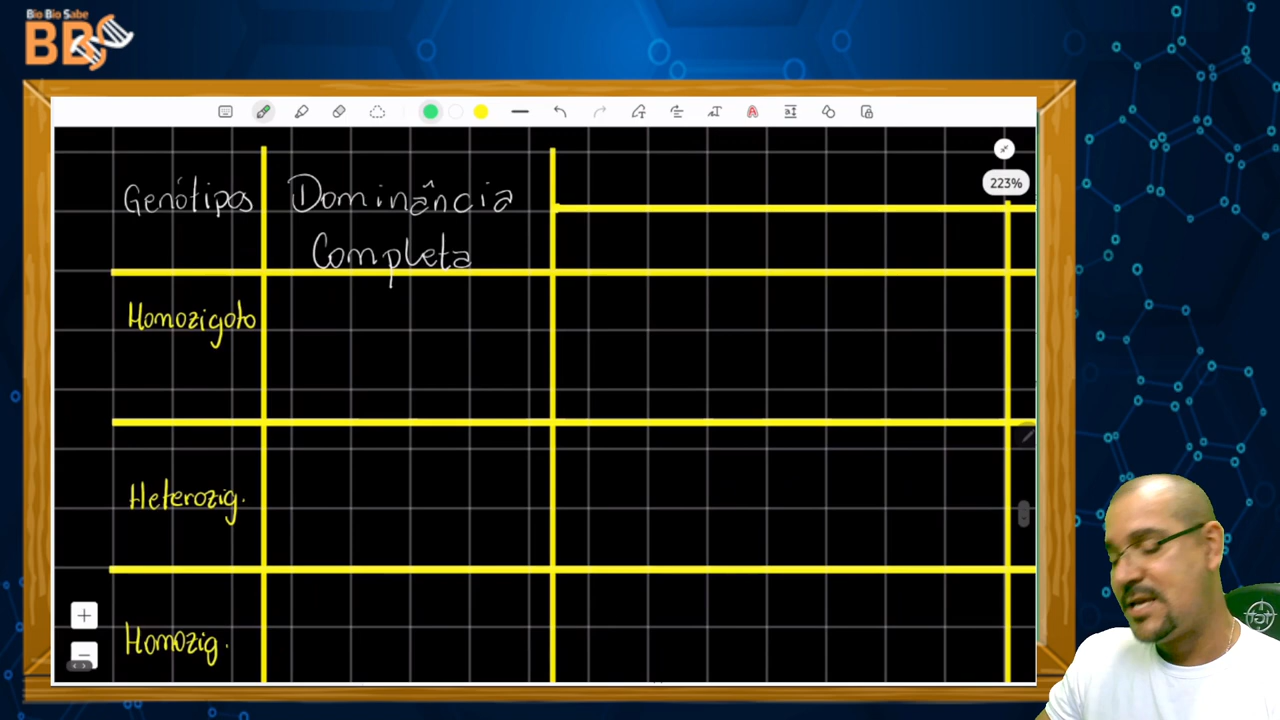 Bio Bio Sabe
BBS
223%
Genótipos
Dominância
Completa
Homozigoto
Heterozig.
Homozig.